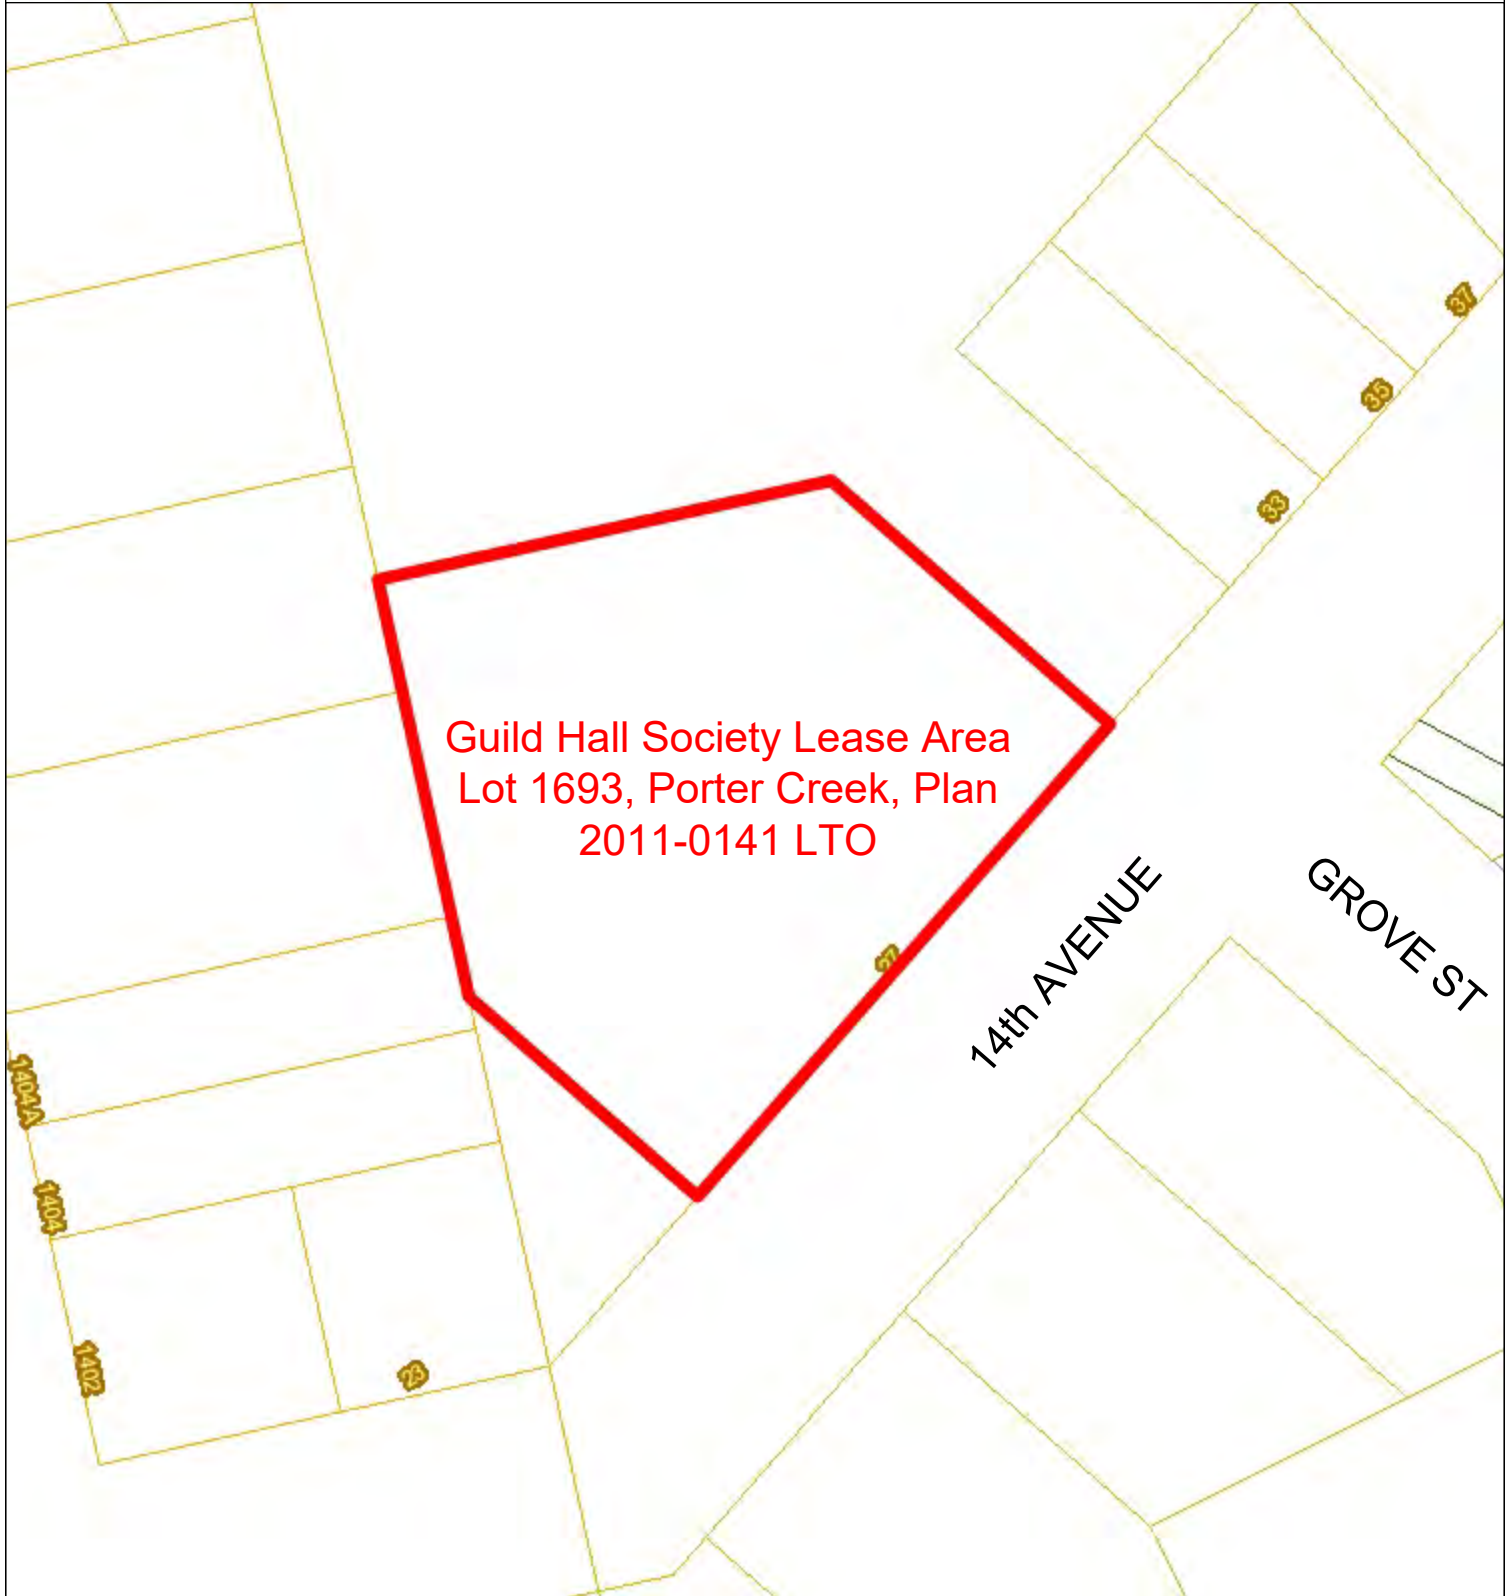 37
35
33
Guild Hall Society Lease Area
Lot 1693, Porter Creek, Plan
2011-0141 LTO
14th AVENUE
GROVE ST
27
1404A
1404
1402
23